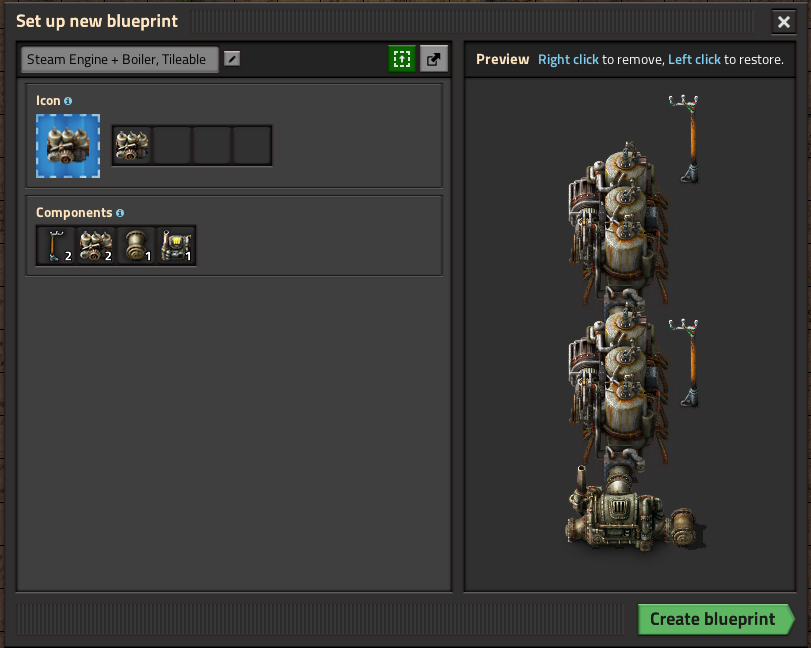 Set up new blueprint
Steam Engine + Boiler, Tileable
Preview Right click to remove, Left click to restore.
Icon
Components
2 2 1 1
Create blueprint